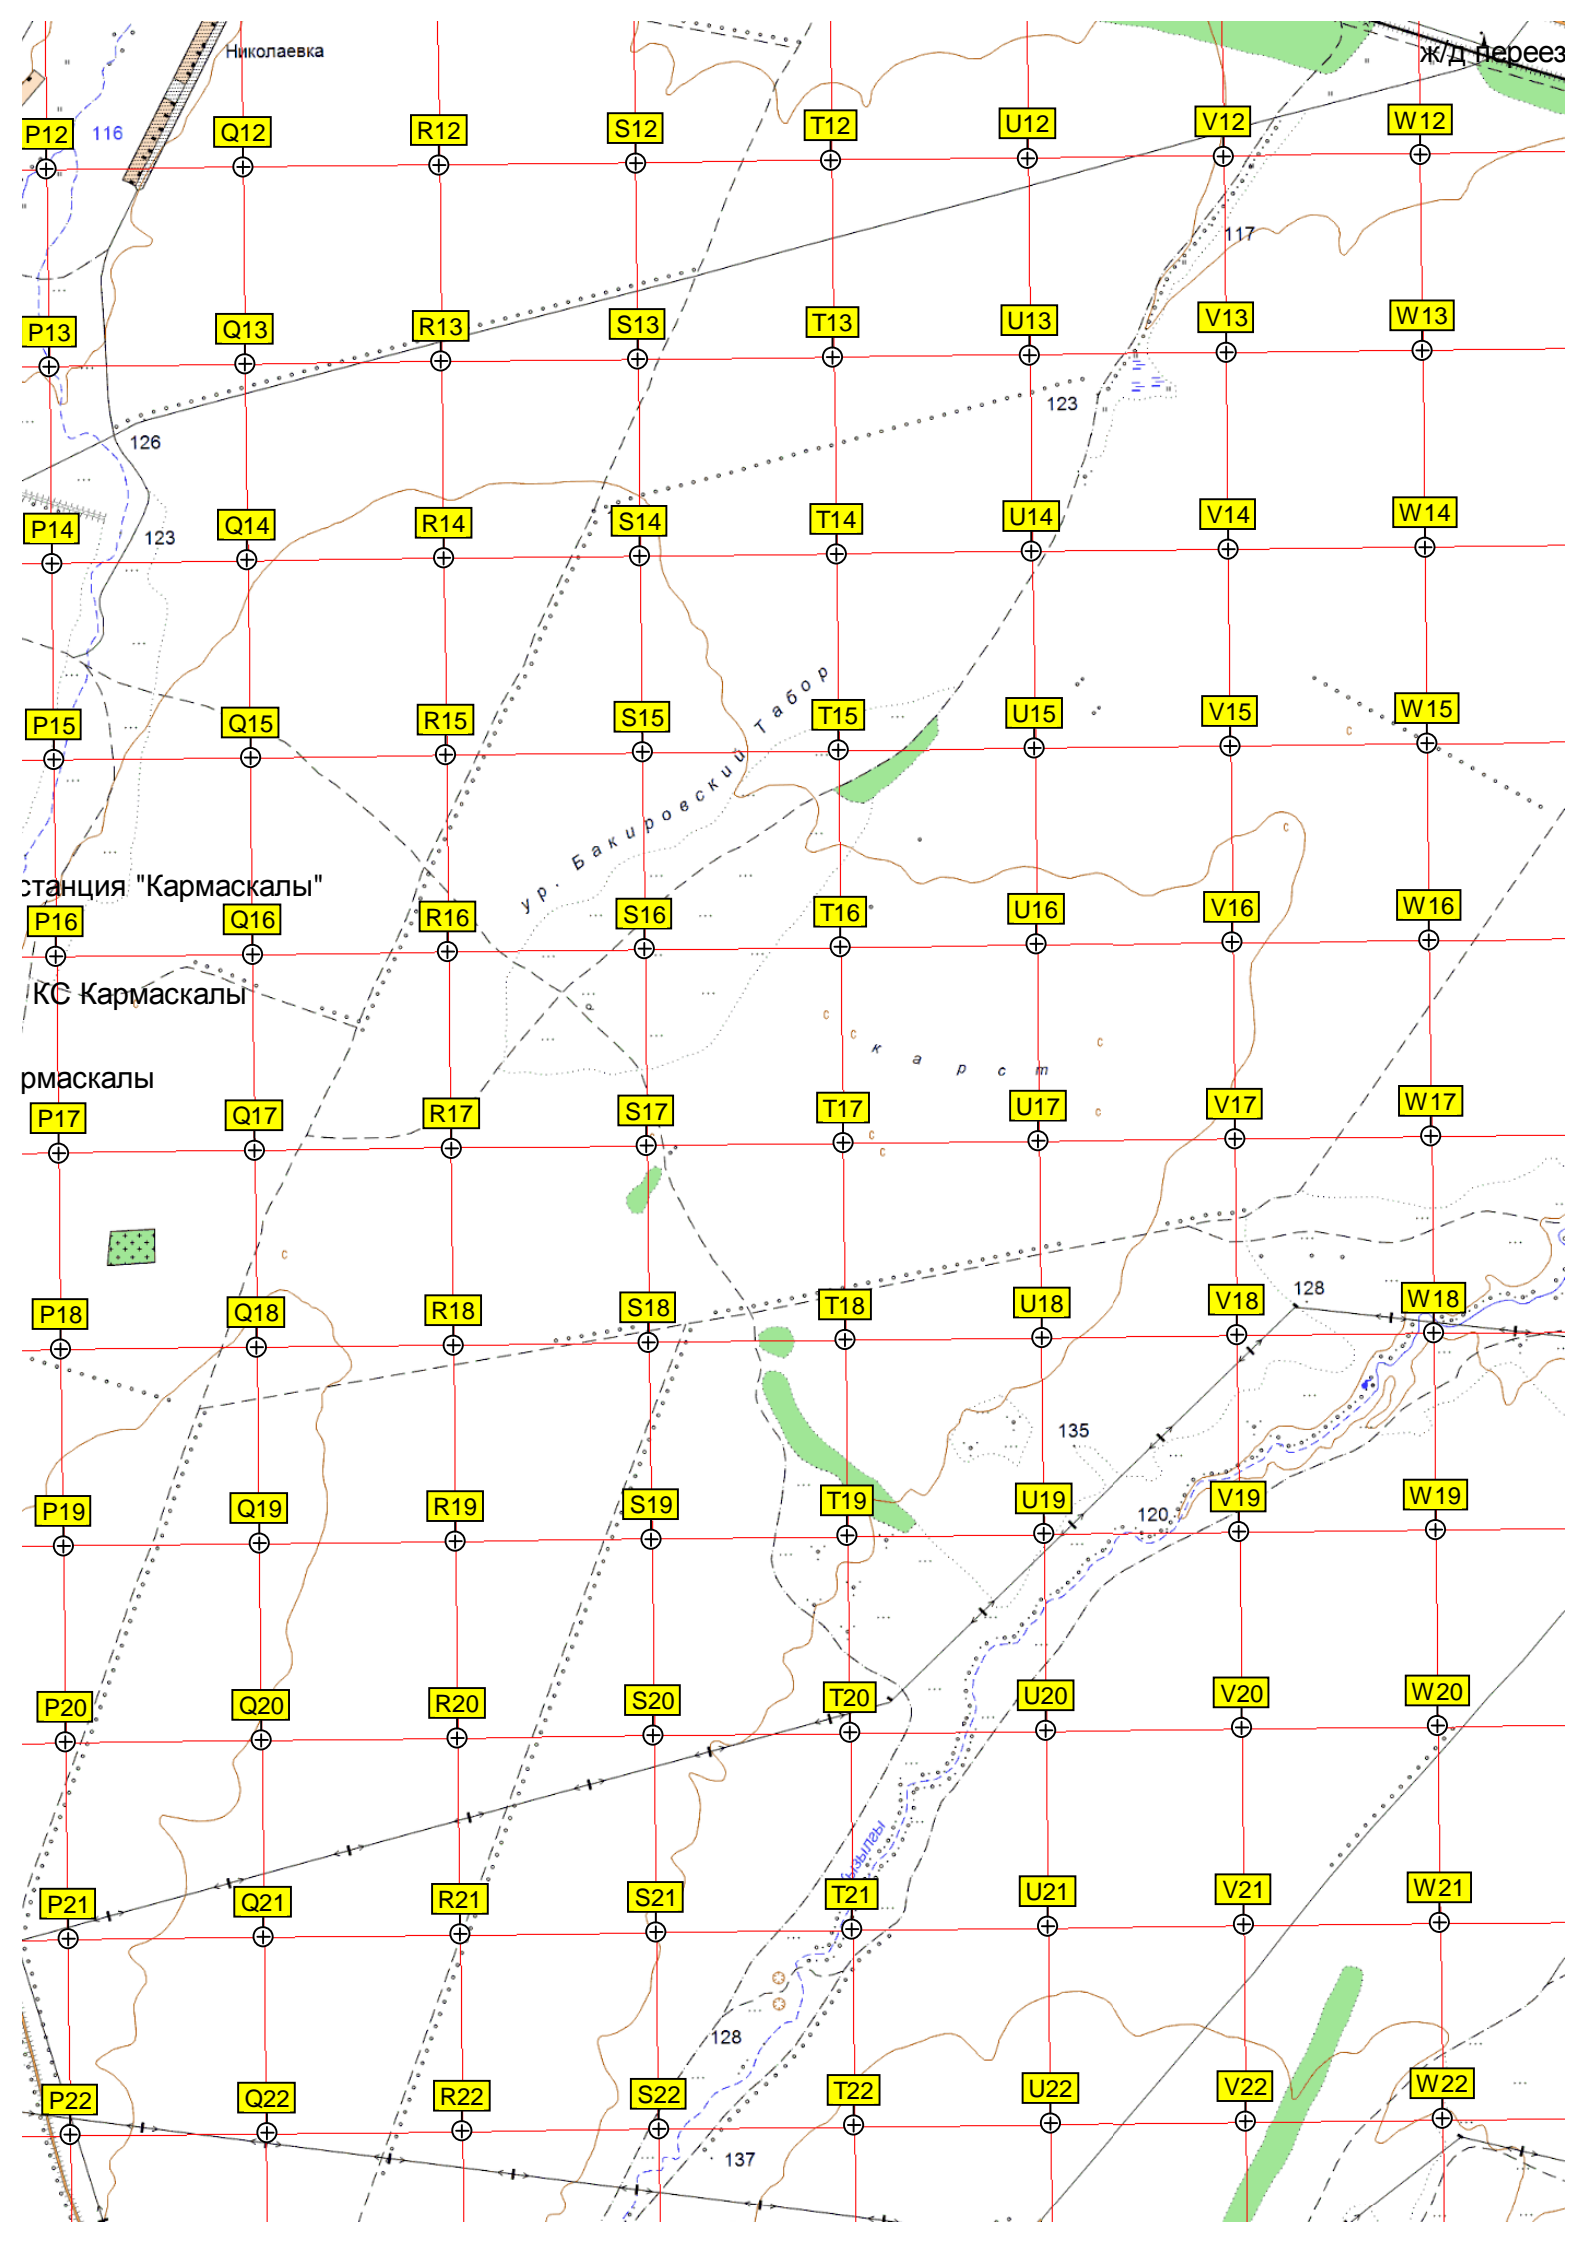 Николаевка
ж/д переез
P12 116 Q12 R12 S12 T12 U12 V12 W12
117
P13 Q13 R13 S13 T13 U13 V13 W13
123
126
P14 Q14 R14 S14 T14 U14 V14 W14
123
P15 Q15 R15 S15 T15 U15 V15 W15
ур. Бакировский Табор
станция "Кармаскалы"
P16 Q16 R16 S16 T16 U16 V16 W16
КС Кармаскалы
карст
рмаскалы
P17 Q17 R17 S17 T17 U17 V17 W17
128
P18 Q18 R18 S18 T18 U18 V18 W18
135
P19 Q19 R19 S19 T19 U19 V19 W19
120
P20 Q20 R20 S20 T20 U20 V20 W20
ызылгы
P21 Q21 R21 S21 T21 U21 V21 W21
128
P22 Q22 R22 S22 T22 U22 V22 W22
137